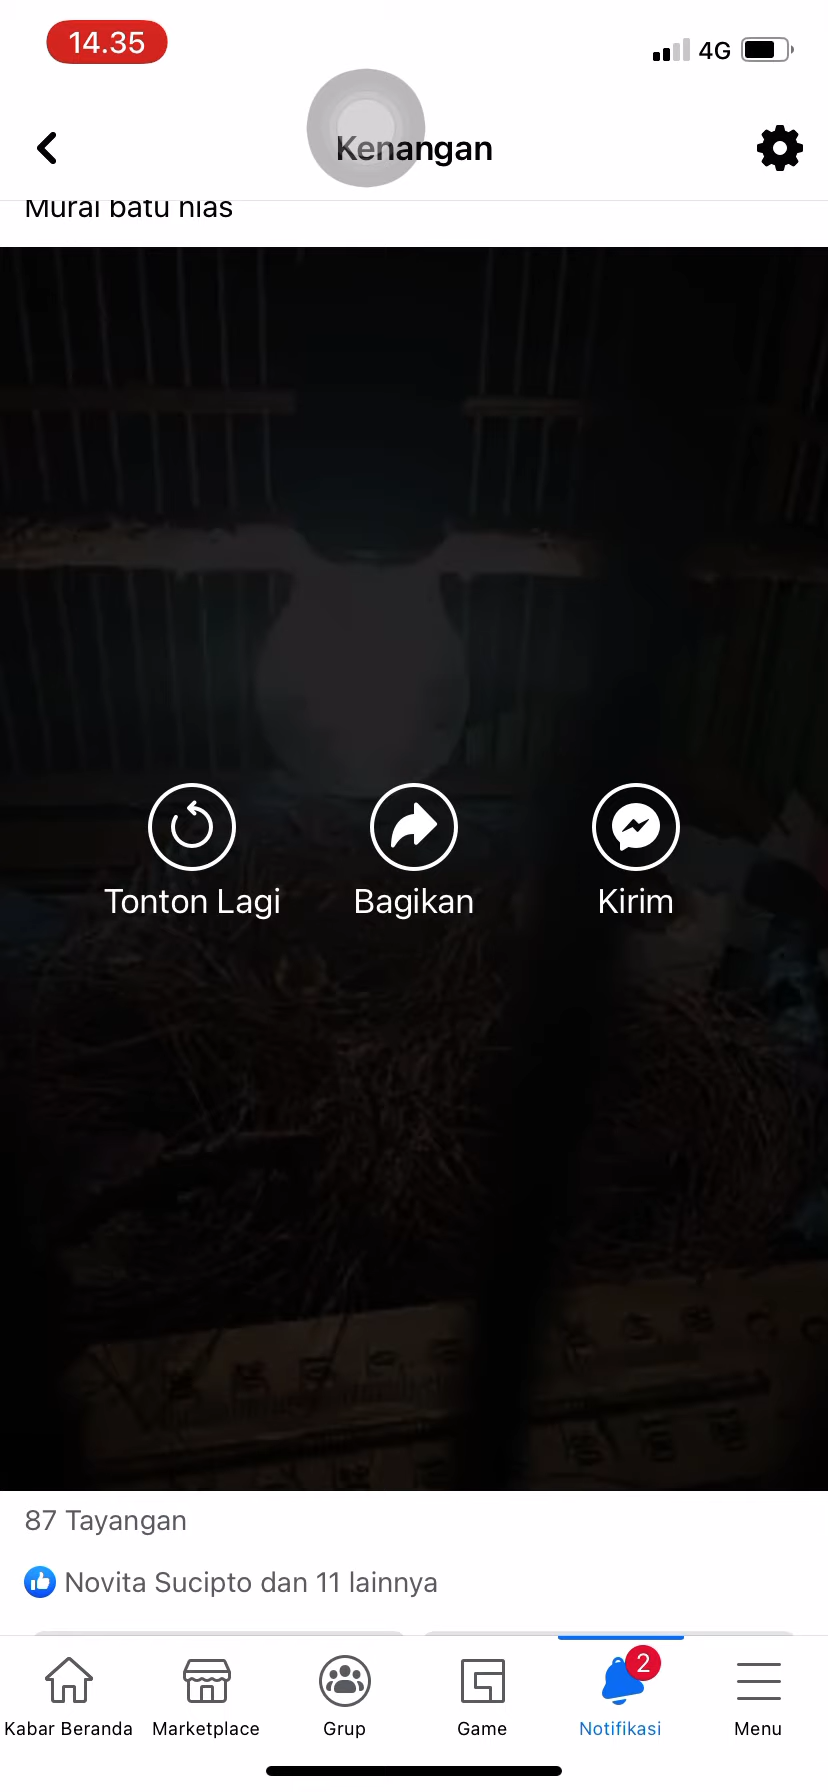 14.35
4G
Kenangan
Murai batu nias
Tonton Lagi
Bagikan
Kirim
87 Tayangan
Novita Sucipto dan 11 lainnya
2
Kabar Beranda
Marketplace
Grup
Game
Notifikasi
Menu